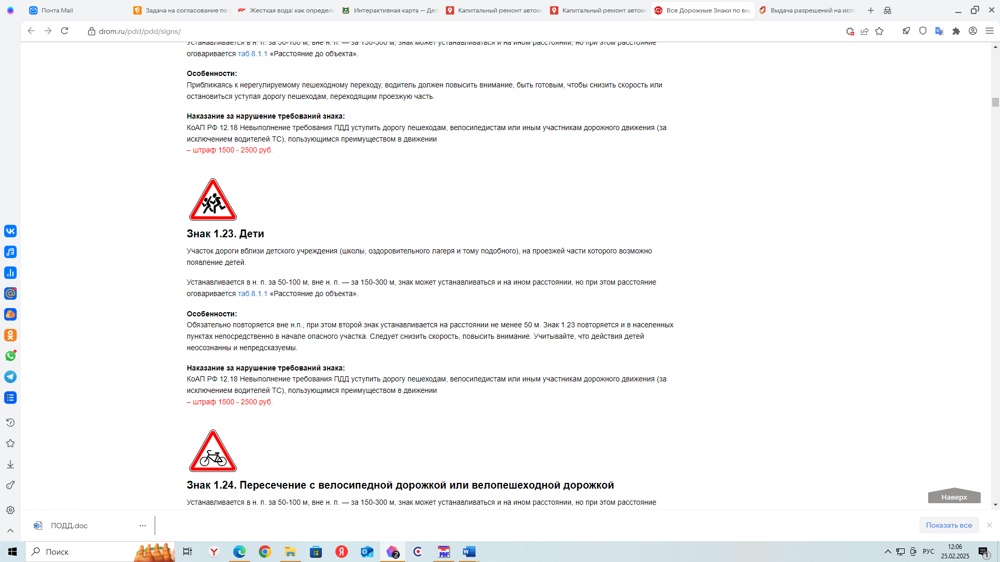 Почта Mail
Задача на согласование по
Жесткая вода: как определи
Интерактивная карта — Деп
Капитальный ремонт автомо
Капитальный ремонт автомо
Все Дорожные Знаки по вид
Выдача разрешений на испо
drom.ru/pdd/pdd/signs/
Устанавливается в н. п. за 50-100 м, вне н. п. — за 150-300 м, знак может устанавливаться и на ином расстоянии, но при этом расстояние
оговаривается таб.8.1.1 «Расстояние до объекта».
Особенности:
Приближаясь к нерегулируемому пешеходному переходу, водитель должен повысить внимание, быть готовым, чтобы снизить скорость или
остановиться уступая дорогу пешеходам, переходящим проезжую часть.
Наказание за нарушение требований знака:
КоАП РФ 12.18 Невыполнение требования ПДД уступить дорогу пешеходам, велосипедистам или иным участникам дорожного движения (за
исключением водителей ТС), пользующимся преимуществом в движении
– штраф 1500 - 2500 руб.
Знак 1.23. Дети
Участок дороги вблизи детского учреждения (школы, оздоровительного лагеря и тому подобного), на проезжей части которого возможно
появление детей.
Устанавливается в н. п. за 50-100 м, вне н. п. — за 150-300 м, знак может устанавливаться и на ином расстоянии, но при этом расстояние
оговаривается таб.8.1.1 «Расстояние до объекта».
Особенности:
Обязательно повторяется вне н.п., при этом второй знак устанавливается на расстоянии не менее 50 м. Знак 1.23 повторяется и в населенных
пунктах непосредственно в начале опасного участка. Следует снизить скорость, повысить внимание. Учитывайте, что действия детей
неосознанны и непредсказуемы.
Наказание за нарушение требований знака:
КоАП РФ 12.18 Невыполнение требования ПДД уступить дорогу пешеходам, велосипедистам или иным участникам дорожного движения (за
исключением водителей ТС), пользующимся преимуществом в движении
– штраф 1500 - 2500 руб.
Знак 1.24. Пересечение с велосипедной дорожкой или велопешеходной дорожкой
Устанавливается в н. п. за 50-100 м, вне н. п. — за 150-300 м, знак может устанавливаться и на ином расстоянии, но при этом расстояние
Наверх
ПОДД.doc
Показать все
Поиск
РУС
12:06
25.02.2025